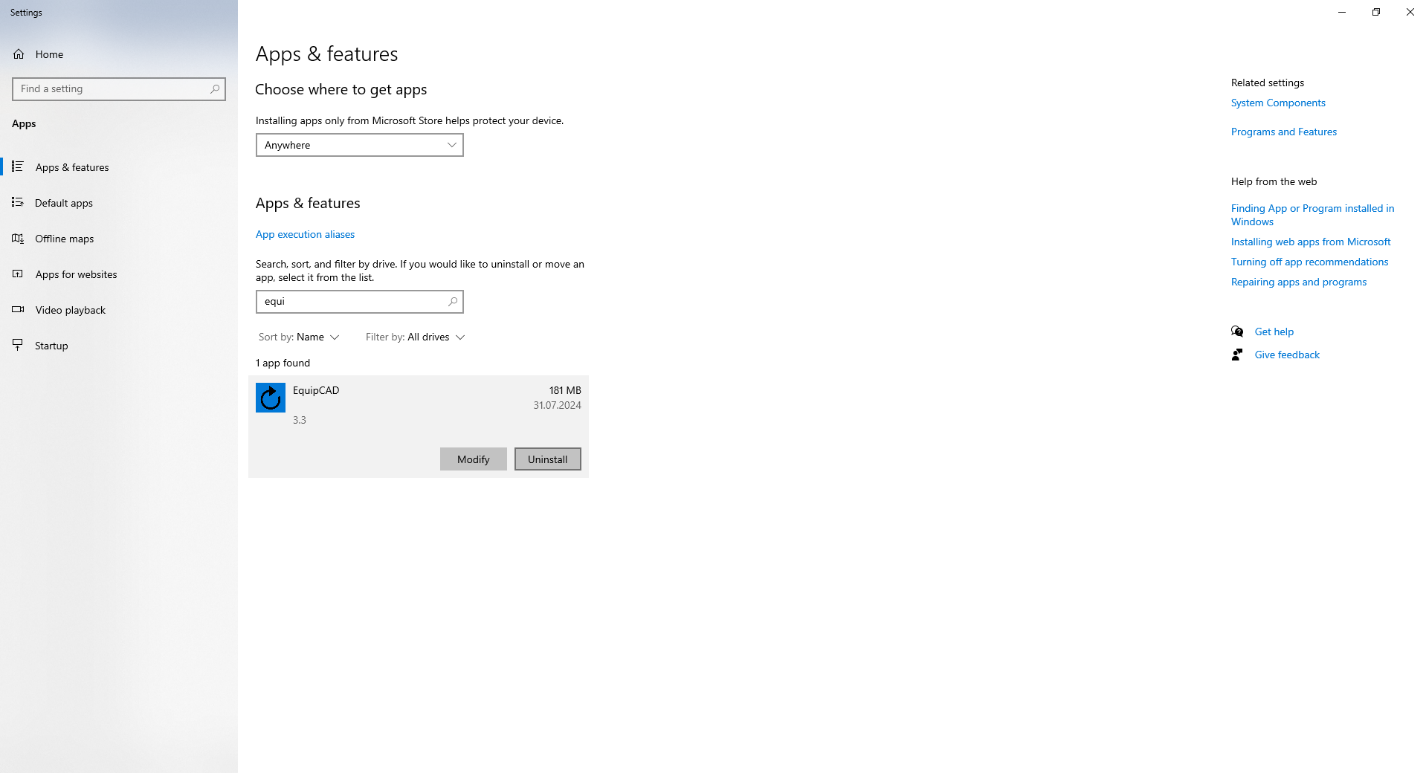 Settings
Home
Find a setting
Apps
Apps & features
Default apps
Offline maps
Apps for websites
Video playback
Startup
Apps & features
Choose where to get apps
Installing apps only from Microsoft Store helps protect your device.
Anywhere
Apps & features
App execution aliases
Search, sort, and filter by drive. If you would like to uninstall or move an
app, select it from the list.
equi
Sort by: Name
Filter by: All drives
1 app found
EquipCAD
181 MB
31.07.2024
3.3
Modify
Uninstall
Related settings
System Components
Programs and Features
Help from the web
Finding App or Program installed in
Windows
Installing web apps from Microsoft
Turning off app recommendations
Repairing apps and programs
Get help
Give feedback